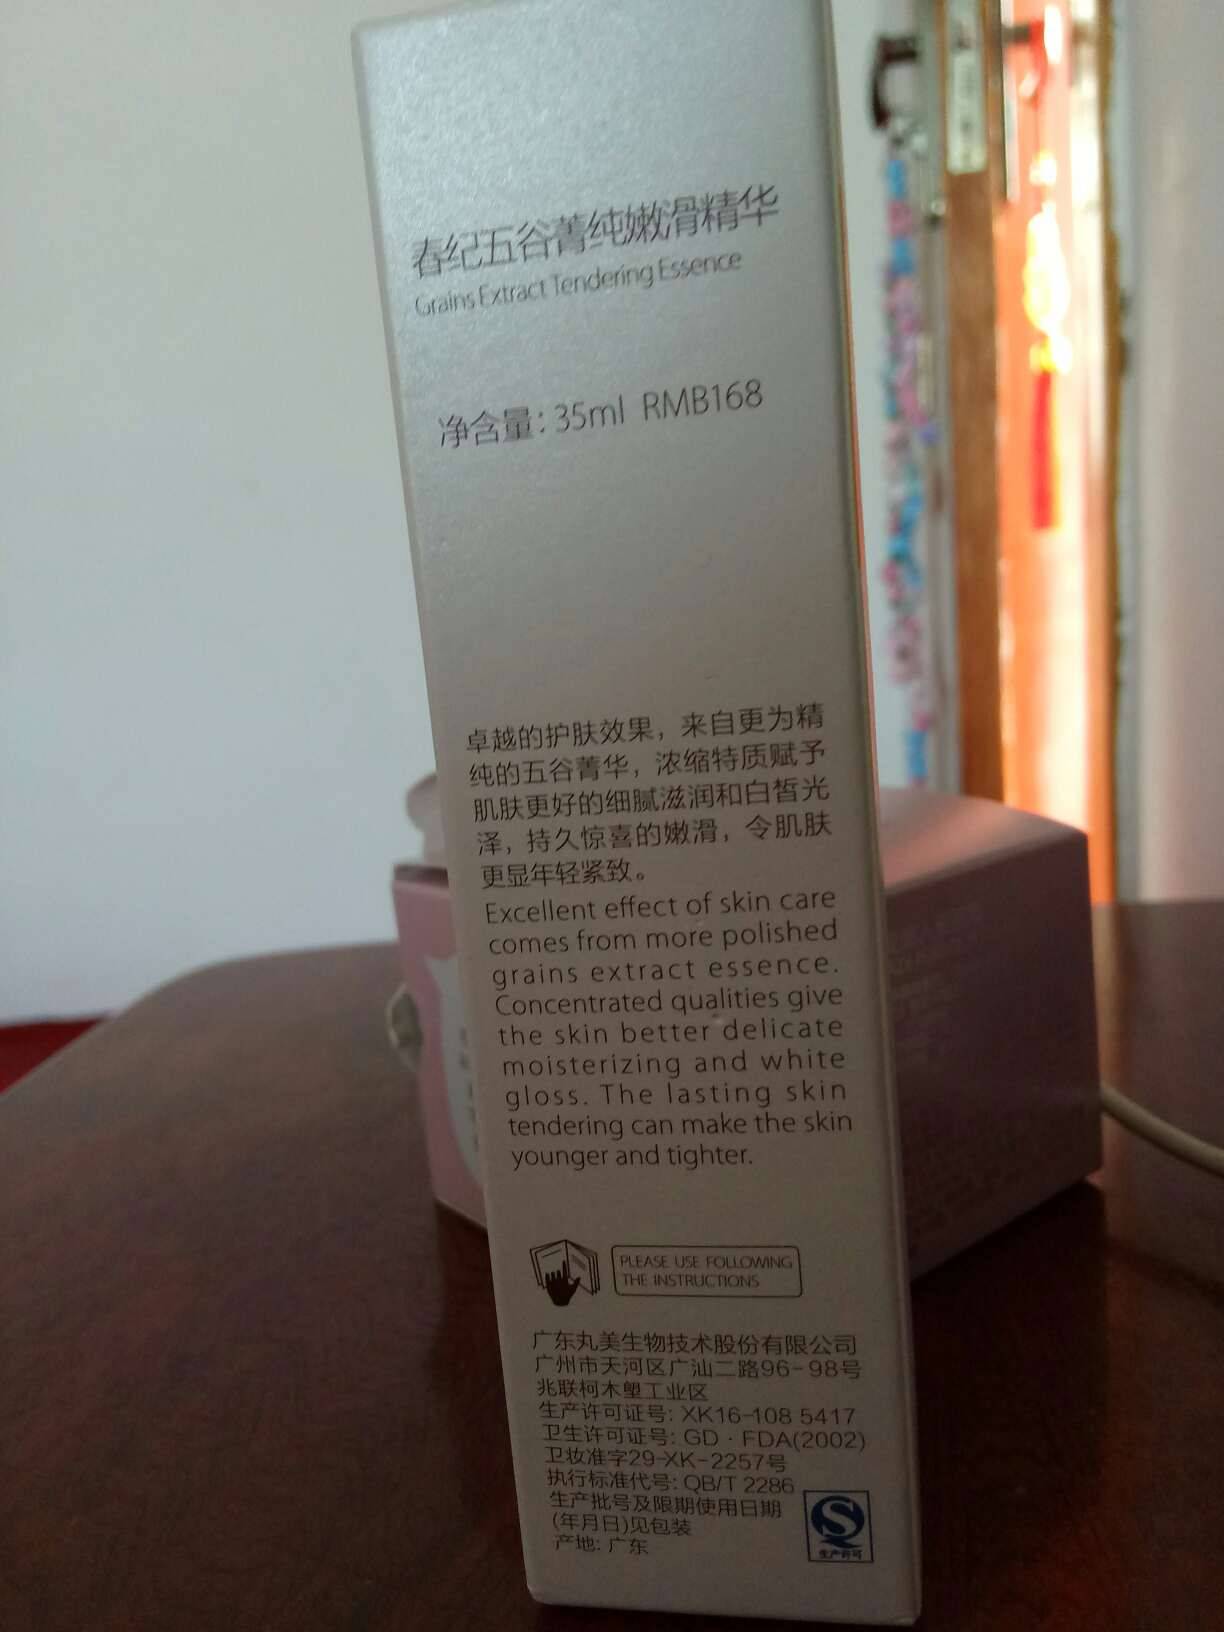 春纪五谷菁纯嫩滑精华
Grains Extract Tendering Essence
净含量: 35ml RMB168
卓越的护肤效果，来自更为精
纯的五谷菁华，浓缩特质赋予
肌肤更好的细腻滋润和白皙光
泽，持久惊喜的嫩滑，令肌肤
更显年轻紧致。
Excellent effect of skin care
comes from more polished
grains extract essence.
Concentrated qualities give
the skin better delicate
moisterizing and white
gloss. The lasting skin
tendering can make the skin
younger and tighter.
PLEASE USE FOLLOWING
THE INSTRUCTIONS
广东丸美生物技术股份有限公司
广州市天河区广汕二路96-98号
兆联柯木塱工业区
生产许可证号: XK16-108 5417
卫生许可证号: GD·FDA(2002)
卫妆准字29-XK-2257号
执行标准代号: QB/T 2286
生产批号及限期使用日期
(年月日)见包装
产地: 广东
生产许可